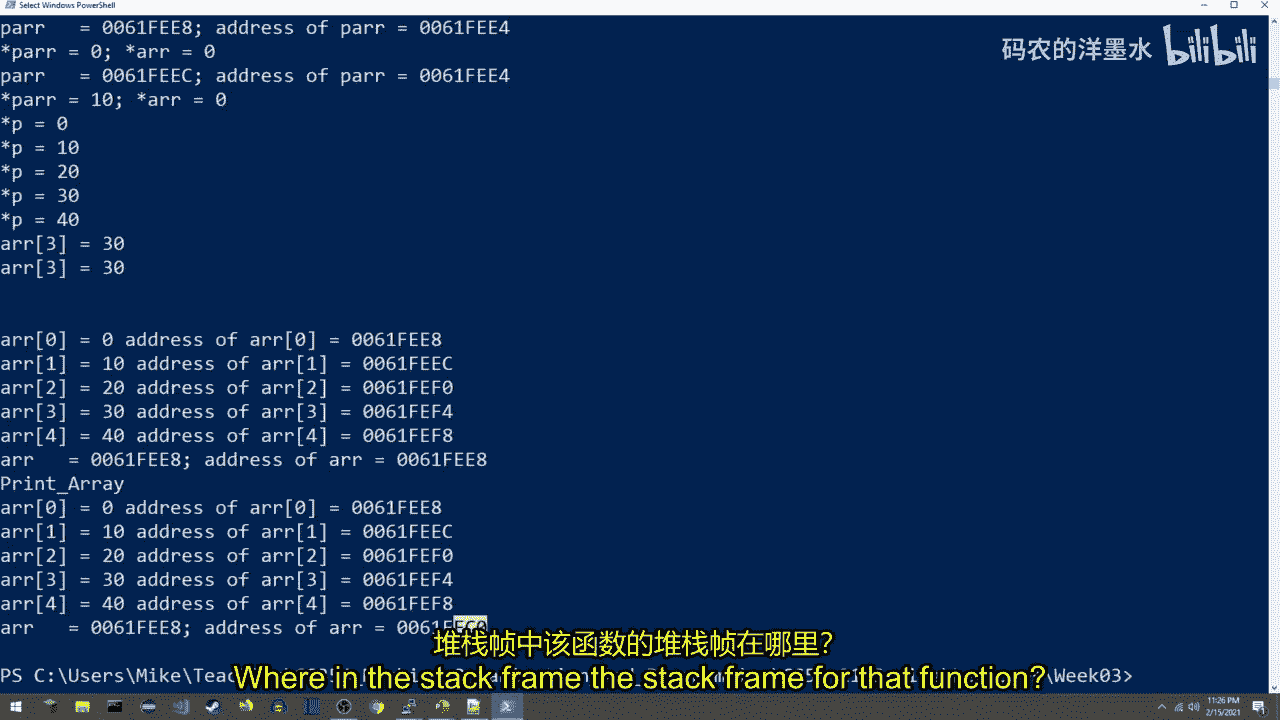 Select Windows PowerShell
parr   = 0061FEE8; address of parr = 0061FEE4
*parr = 0; *arr = 0
parr   = 0061FEEC; address of parr = 0061FEE4
*parr = 10; *arr = 0
*p = 0
*p = 10
*p = 20
*p = 30
*p = 40
arr[3] = 30
arr[3] = 30
arr[0] = 0 address of arr[0] = 0061FEE8
arr[1] = 10 address of arr[1] = 0061FEEC
arr[2] = 20 address of arr[2] = 0061FEF0
arr[3] = 30 address of arr[3] = 0061FEF4
arr[4] = 40 address of arr[4] = 0061FEF8
arr   = 0061FEE8; address of arr = 0061FEE8
Print_Array
arr[0] = 0 address of arr[0] = 0061FEE8
arr[1] = 10 address of arr[1] = 0061FEEC
arr[2] = 20 address of arr[2] = 0061FEF0
arr[3] = 30 address of arr[3] = 0061FEF4
arr[4] = 40 address of arr[4] = 0061FEF8
arr   = 0061FEE8; address of arr = 0061FEC0
PS C:\Users\Mike\Tea \Week03>
码农的洋墨水 bilibili
堆栈帧中该函数的堆栈帧在哪里?
Where in the stack frame the stack frame for that function?
11:26 PM
2/15/2021